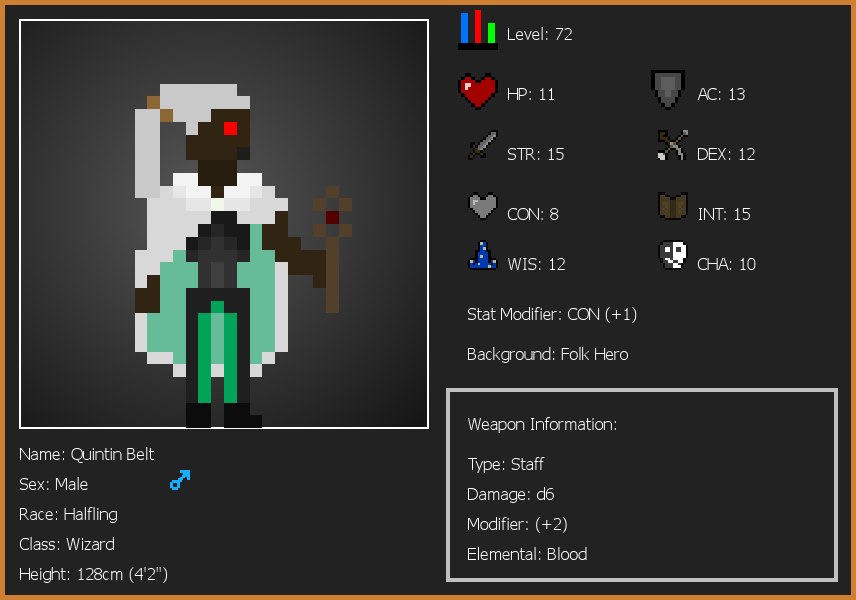 Level: 72
HP: 11
AC: 13
STR: 15
DEX: 12
CON: 8
INT: 15
WIS: 12
CHA: 10
Stat Modifier: CON (+1)
Background: Folk Hero
Weapon Information:
Type: Staff
Damage: d6
Modifier: (+2)
Elemental: Blood
Name: Quintin Belt
Sex: Male
Race: Halfling
Class: Wizard
Height: 128cm (4'2")